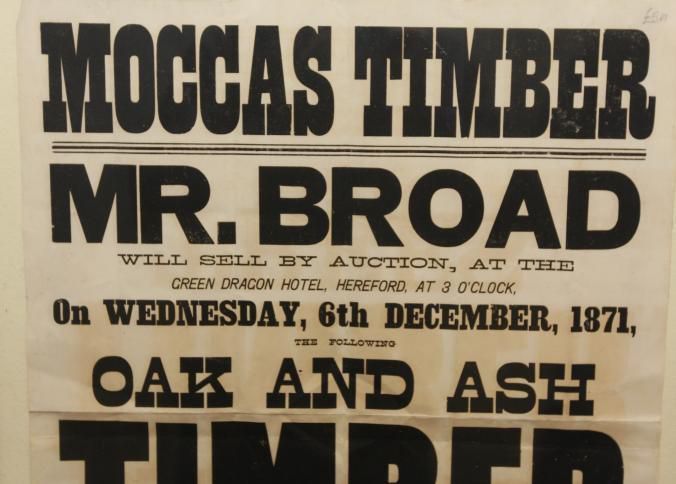 MOCCAS TIMBER
MR. BROAD
WILL SELL BY AUCTION, AT THE
GREEN DRAGON HOTEL, HEREFORD, AT 3 O'CLOCK,
On WEDNESDAY, 6th DECEMBER, 1871,
THE FOLLOWING
OAK AND ASH
TIMBER